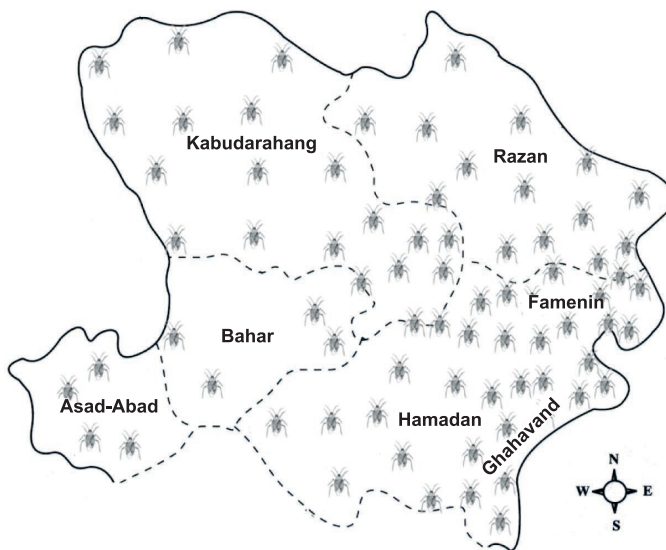 Kabudarahang
Razan
Famenin
Bahar
Asad-Abad
Hamadan
Ghahavand
N
W E
S